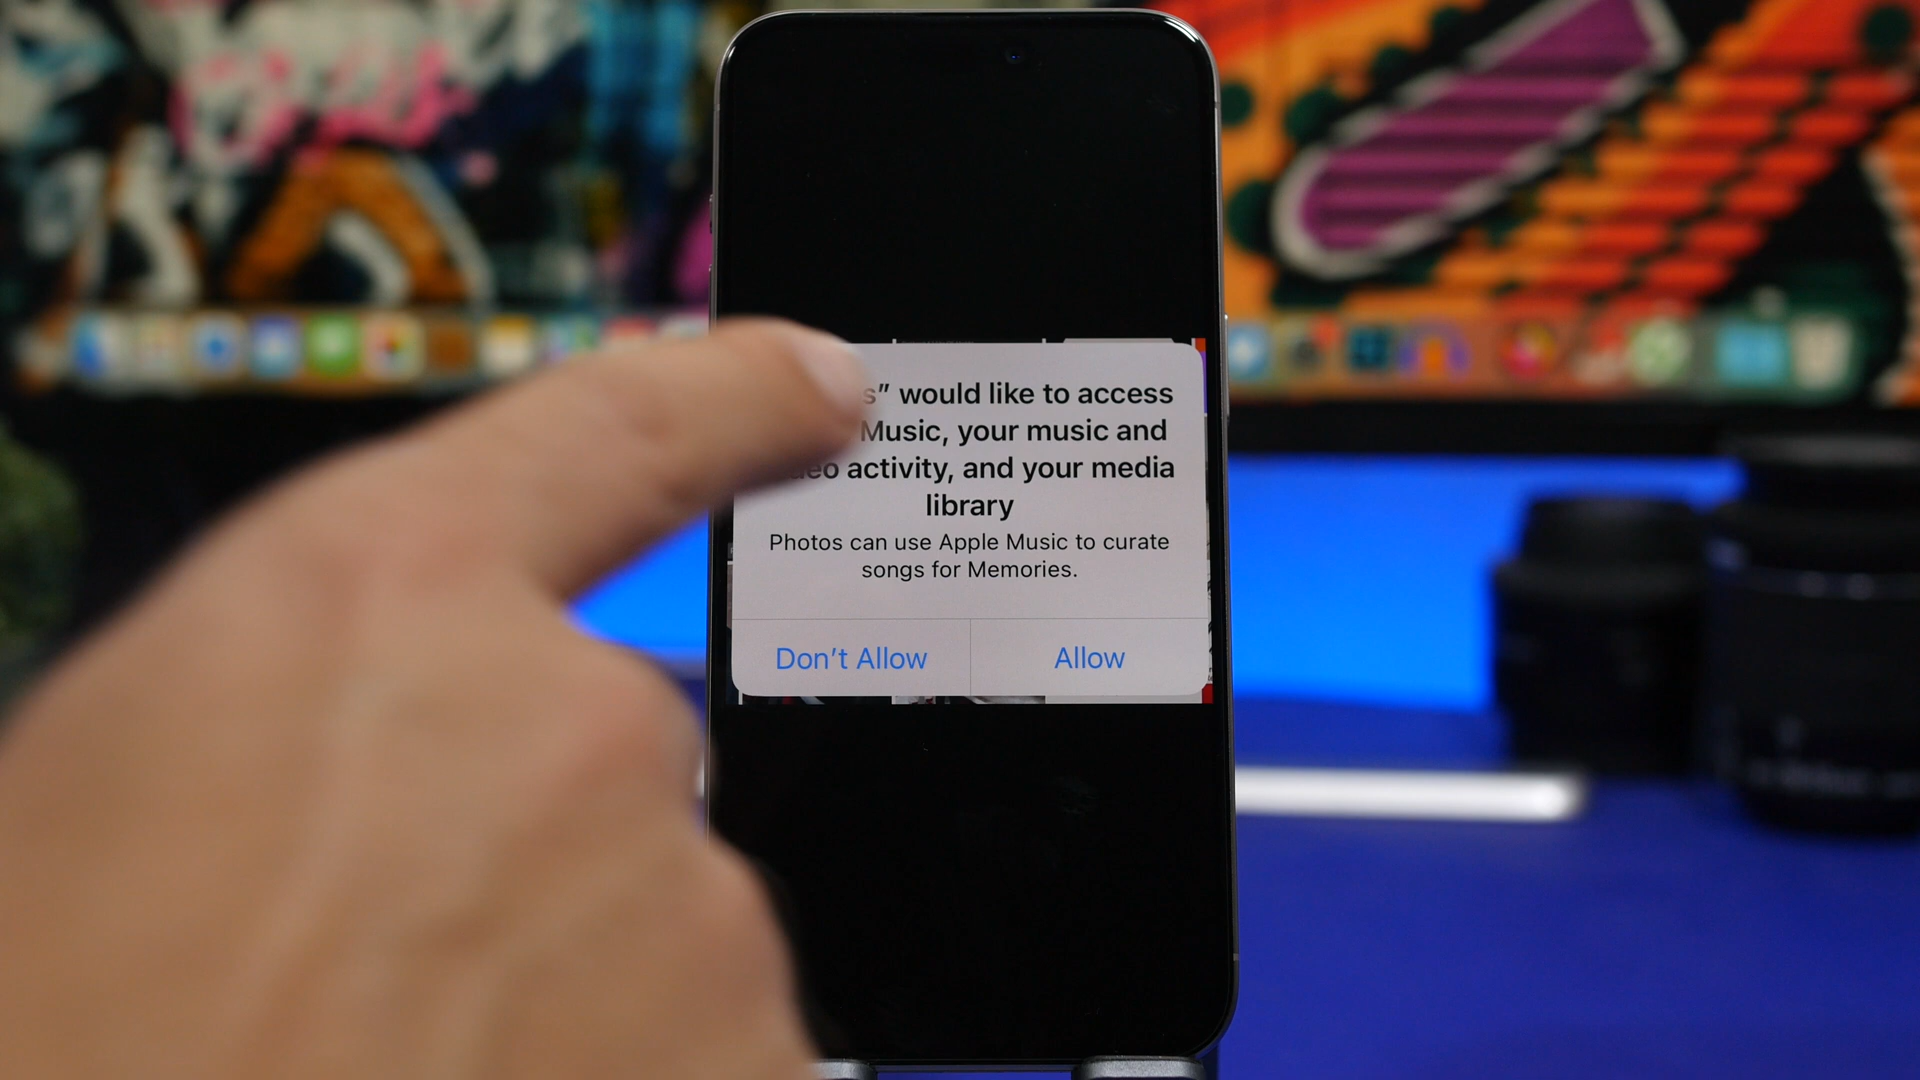 s” would like to access
Music, your music and
activity, and your media
library
Photos can use Apple Music to curate
songs for Memories.
Don’t Allow
Allow